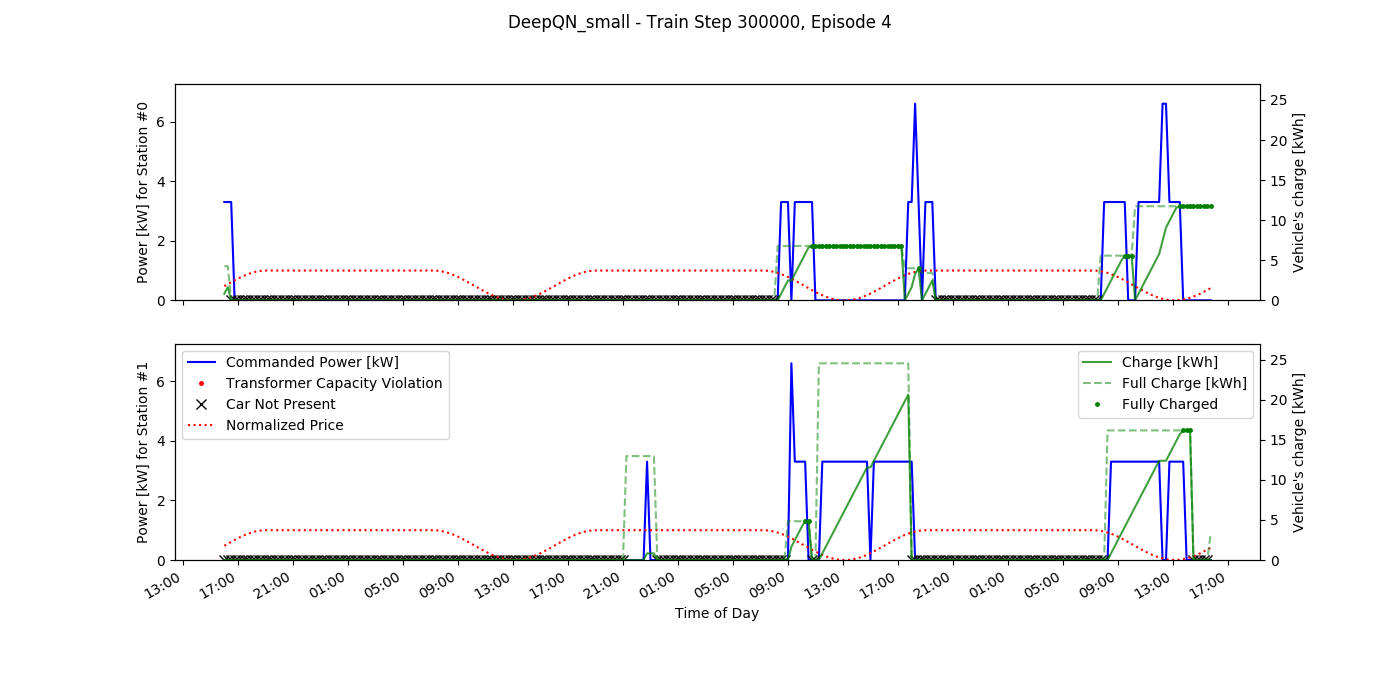 DeepQN_small - Train Step 300000, Episode 4
Power [kW] for Station #0
6
4
2
0
25
20
15
10
5
0
Vehicle's charge [kWh]
Power [kW] for Station #1
6
4
2
0
Commanded Power [kW]
Transformer Capacity Violation
Car Not Present
Normalized Price
Charge [kWh]
Full Charge [kWh]
Fully Charged
25
20
15
10
5
0
Vehicle's charge [kWh]
13:00 17:00 21:00 01:00 05:00 09:00 13:00 17:00 21:00 01:00 05:00 09:00 13:00 17:00 21:00 01:00 05:00 09:00 13:00 17:00
Time of Day